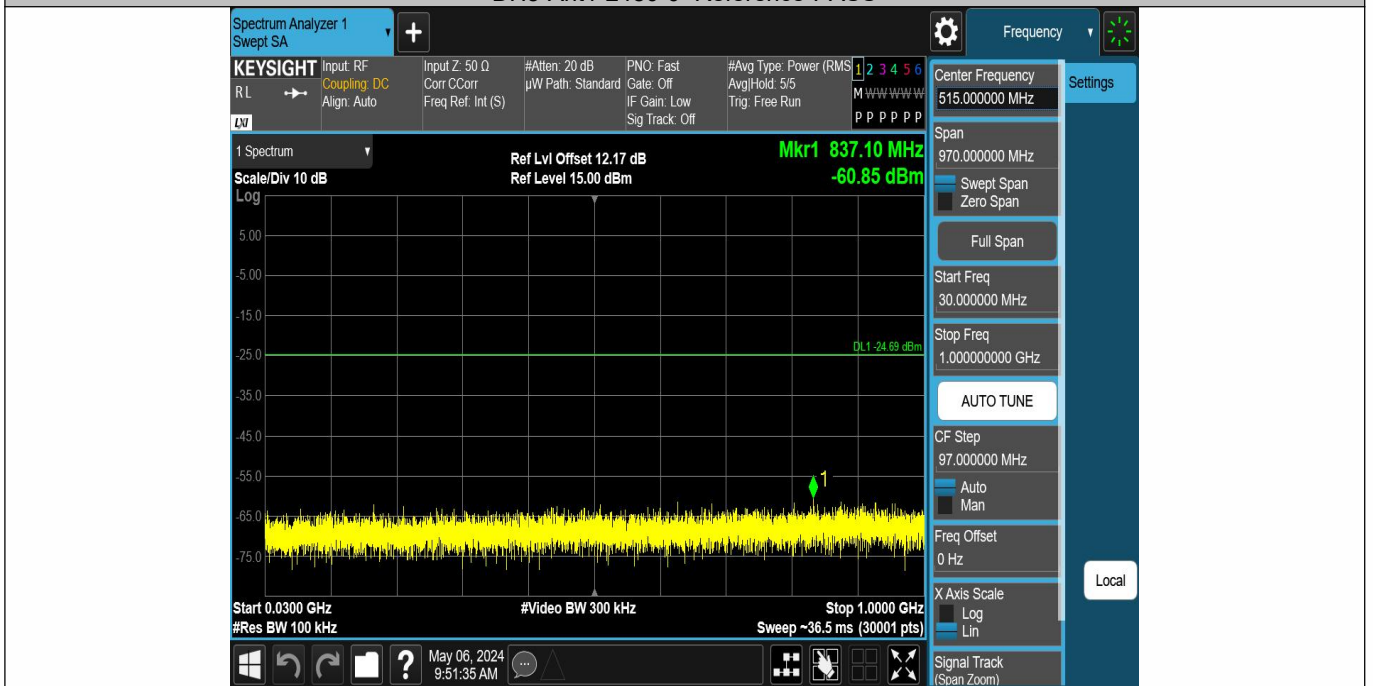 Spectrum Analyzer 1
Swept SA
+
Frequency
KEYSIGHT
RL
LXI
Input: RF
Coupling: DC
Align: Auto
Input Z: 50 Ω
Corr CCorr
Freq Ref: Int (S)
#Atten: 20 dB
µW Path: Standard
PNO: Fast
Gate: Off
IF Gain: Low
Sig Track: Off
#Avg Type: Power (RMS
Avg|Hold: 5/5
Trig: Free Run
1 2 3 4 5 6
M W W W W W
P P P P P P
1 Spectrum
Scale/Div 10 dB
Log
Ref Lvl Offset 12.17 dB
Ref Level 15.00 dBm
Mkr1 837.10 MHz
-60.85 dBm
5.00
-5.00
-15.0
-25.0
DL1 -24.69 dBm
-35.0
-45.0
-55.0
1
-65.0
-75.0
Start 0.0300 GHz
#Res BW 100 kHz
#Video BW 300 kHz
Stop 1.0000 GHz
Sweep ~36.5 ms (30001 pts)
?
May 06, 2024
9:51:35 AM
Center Frequency
515.000000 MHz
Settings
Span
970.000000 MHz
Swept Span
Zero Span
Full Span
Start Freq
30.000000 MHz
Stop Freq
1.000000000 GHz
AUTO TUNE
CF Step
97.000000 MHz
Auto
Man
Freq Offset
0 Hz
X Axis Scale
Log
Lin
Local
Signal Track
(Span Zoom)